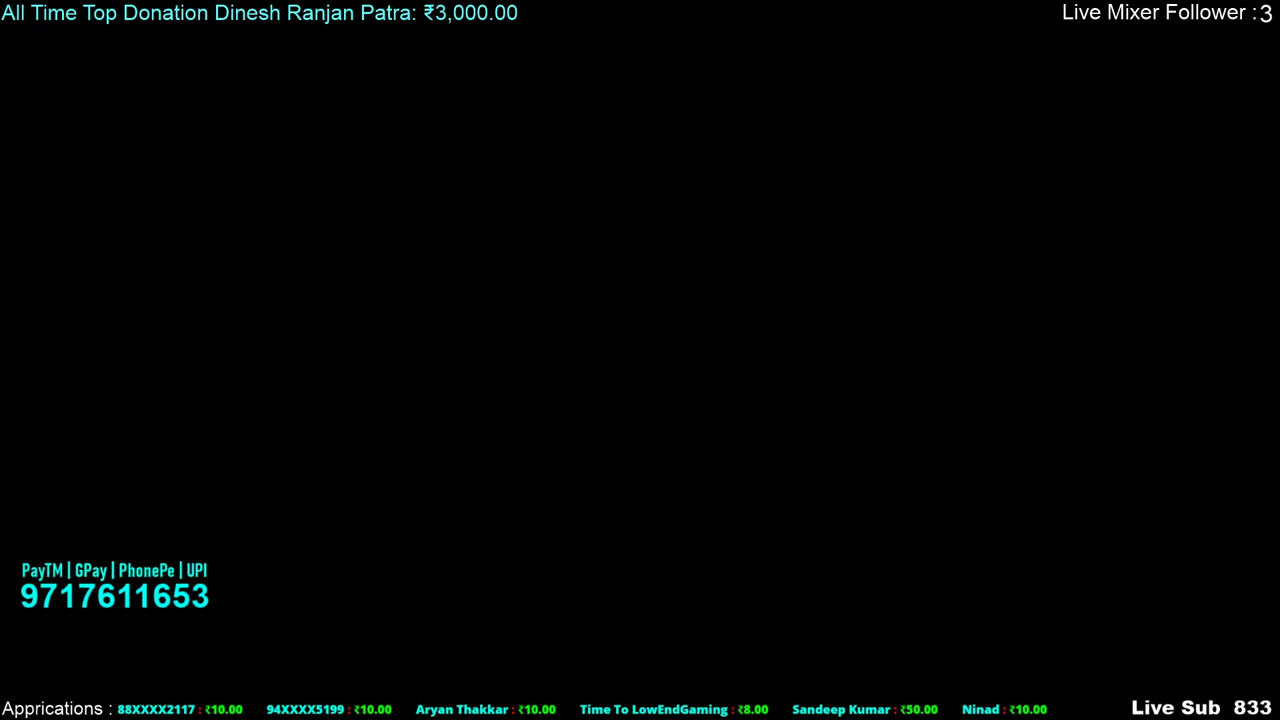 All Time Top Donation Dinesh Ranjan Patra: ₹3,000.00
Live Mixer Follower : 3
PayTM | GPay | PhonePe | UPI
9717611653
Apprications : 88XXXX2117 : ₹10.00 94XXXX5199 : ₹10.00 Aryan Thakkar : ₹10.00 Time To LowEndGaming : ₹8.00 Sandeep Kumar : ₹50.00 Ninad : ₹10.00
Live Sub 833